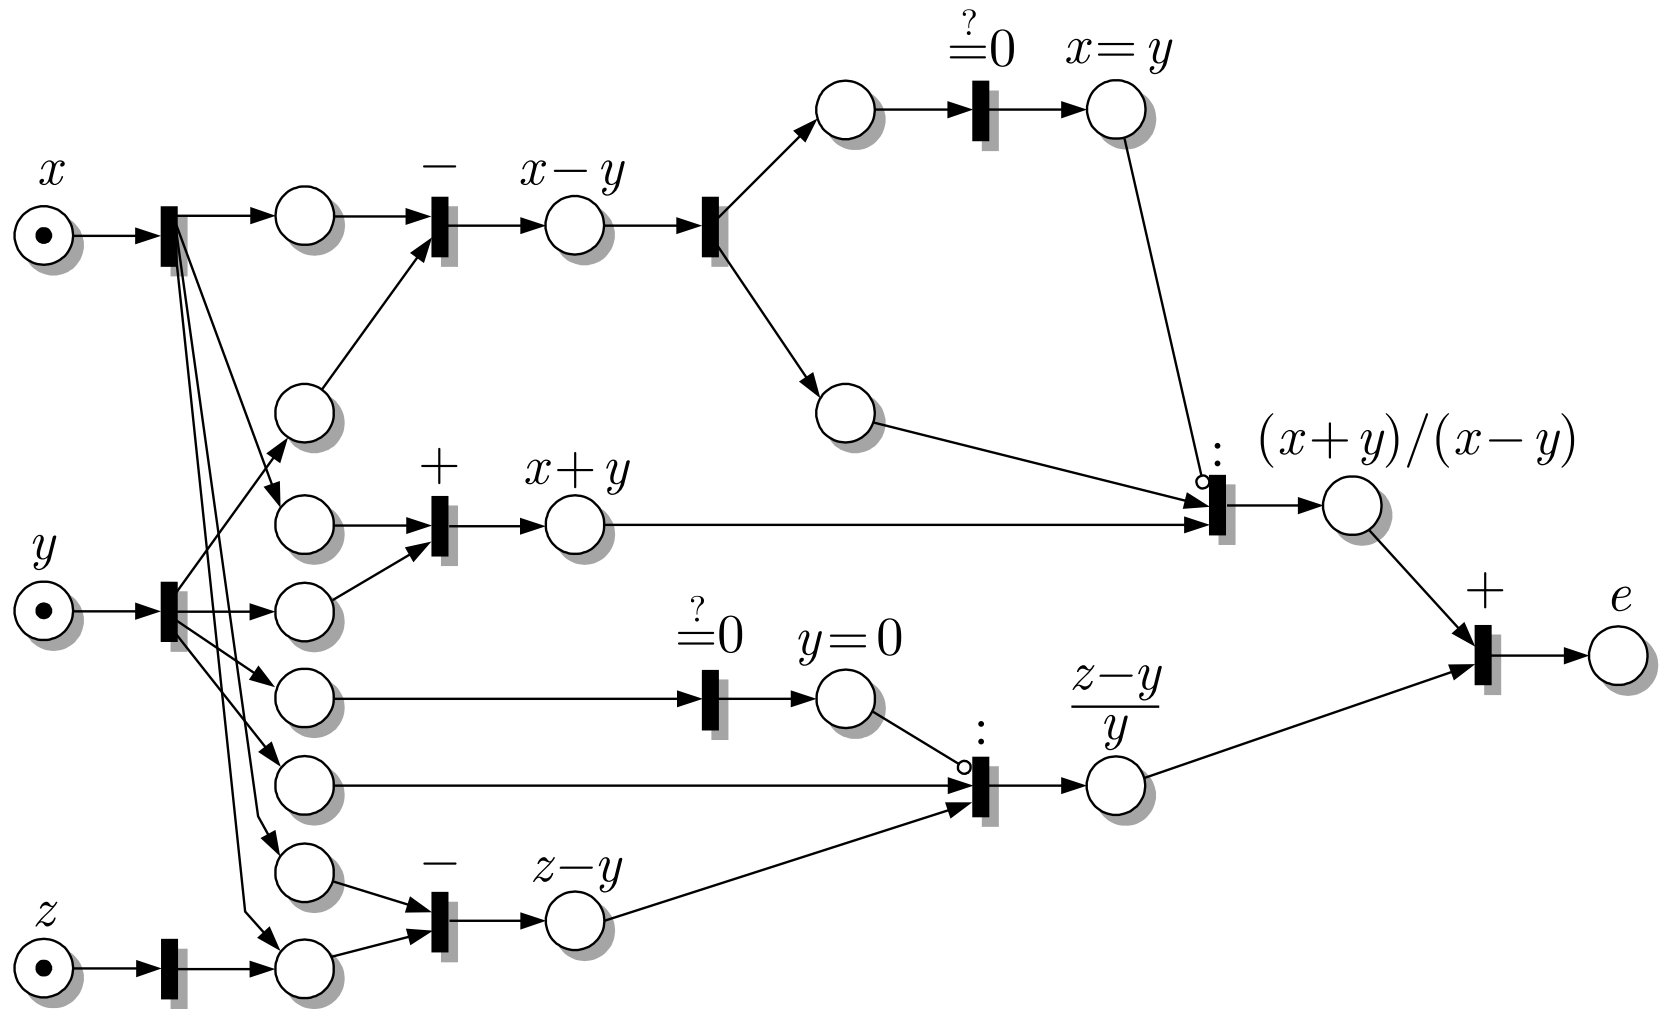 ?
=0
x=y
x
−
x−y
:
(x+y)/(x−y)
+
x+y
y
+
e
?
=0
y=0
z−y
y
:
−
z−y
z